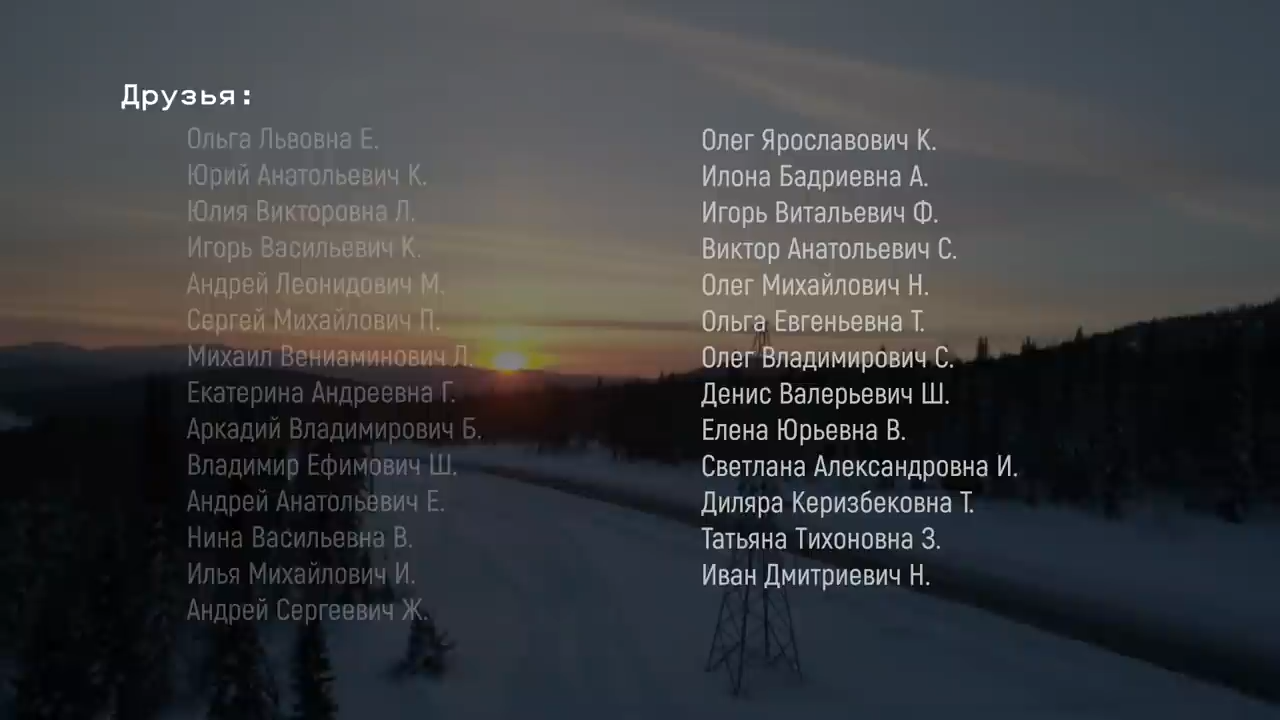 Друзья:
Ольга Львовна Е.
Юрий Анатольевич К.
Юлия Викторовна Л.
Игорь Васильевич К.
Андрей Леонидович М.
Сергей Михайлович П.
Михаил Вениаминович Л.
Екатерина Андреевна Г.
Аркадий Владимирович Б.
Владимир Ефимович Ш.
Андрей Анатольевич Е.
Нина Васильевна В.
Илья Михайлович И.
Андрей Сергеевич Ж.
Олег Ярославович К.
Илона Бадриевна А.
Игорь Витальевич Ф.
Виктор Анатольевич С.
Олег Михайлович Н.
Ольга Евгеньевна Т.
Олег Владимирович С.
Денис Валерьевич Ш.
Елена Юрьевна В.
Светлана Александровна И.
Диляра Керизбековна Т.
Татьяна Тихоновна З.
Иван Дмитриевич Н.